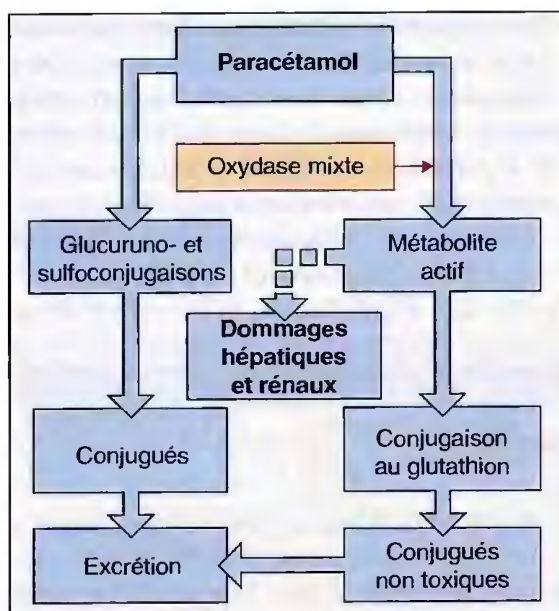 Paracétamol
Oxydase mixte
Glucurono- et
sulfoconjugaisons
Métabolite
actif
Dommages
hépatiques
et rénaux
Conjugués
Conjugaison
au glutathion
Excrétion
Conjugués
non toxiques